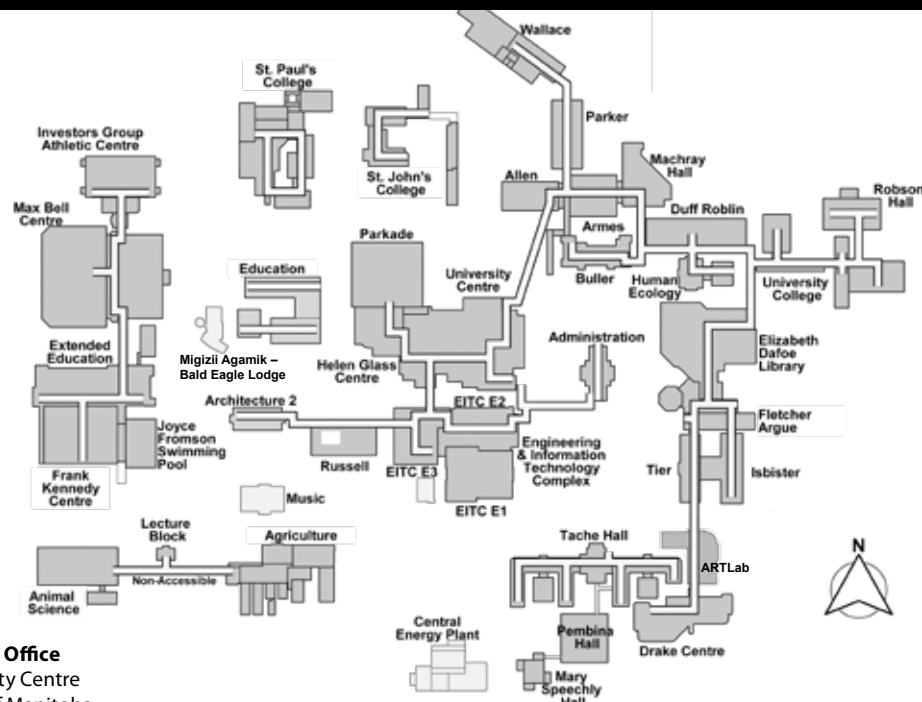 Wallace
St. Paul's
College
Parker
Investors Group
Athletic Centre
Machray
Hall
St. John's
College
Allen
Robson
Hall
Max Bell
Centre
Duff Roblin
Armes
Parkade
Education
University
Centre
Buller
Human
Ecology
University
College
Administration
Extended
Education
Migizii Agamik –
Bald Eagle Lodge
Helen Glass
Centre
Elizabeth
Dafoe
Library
Architecture 2
EITC E2
Fletcher
Argue
Joyce
Fromson
Swimming
Pool
Russell
EITC E3
Engineering
& Information
Technology
Complex
Tier
Isbister
Frank
Kennedy
Centre
Music
EITC E1
Lecture
Block
Agriculture
Tache Hall
N
ARTLab
Non-Accessible
Animal
Science
Central
Energy Plant
Pembina
Hall
Drake Centre
Office
ty Centre
Mary
Speechly
Hall
f Manitoba